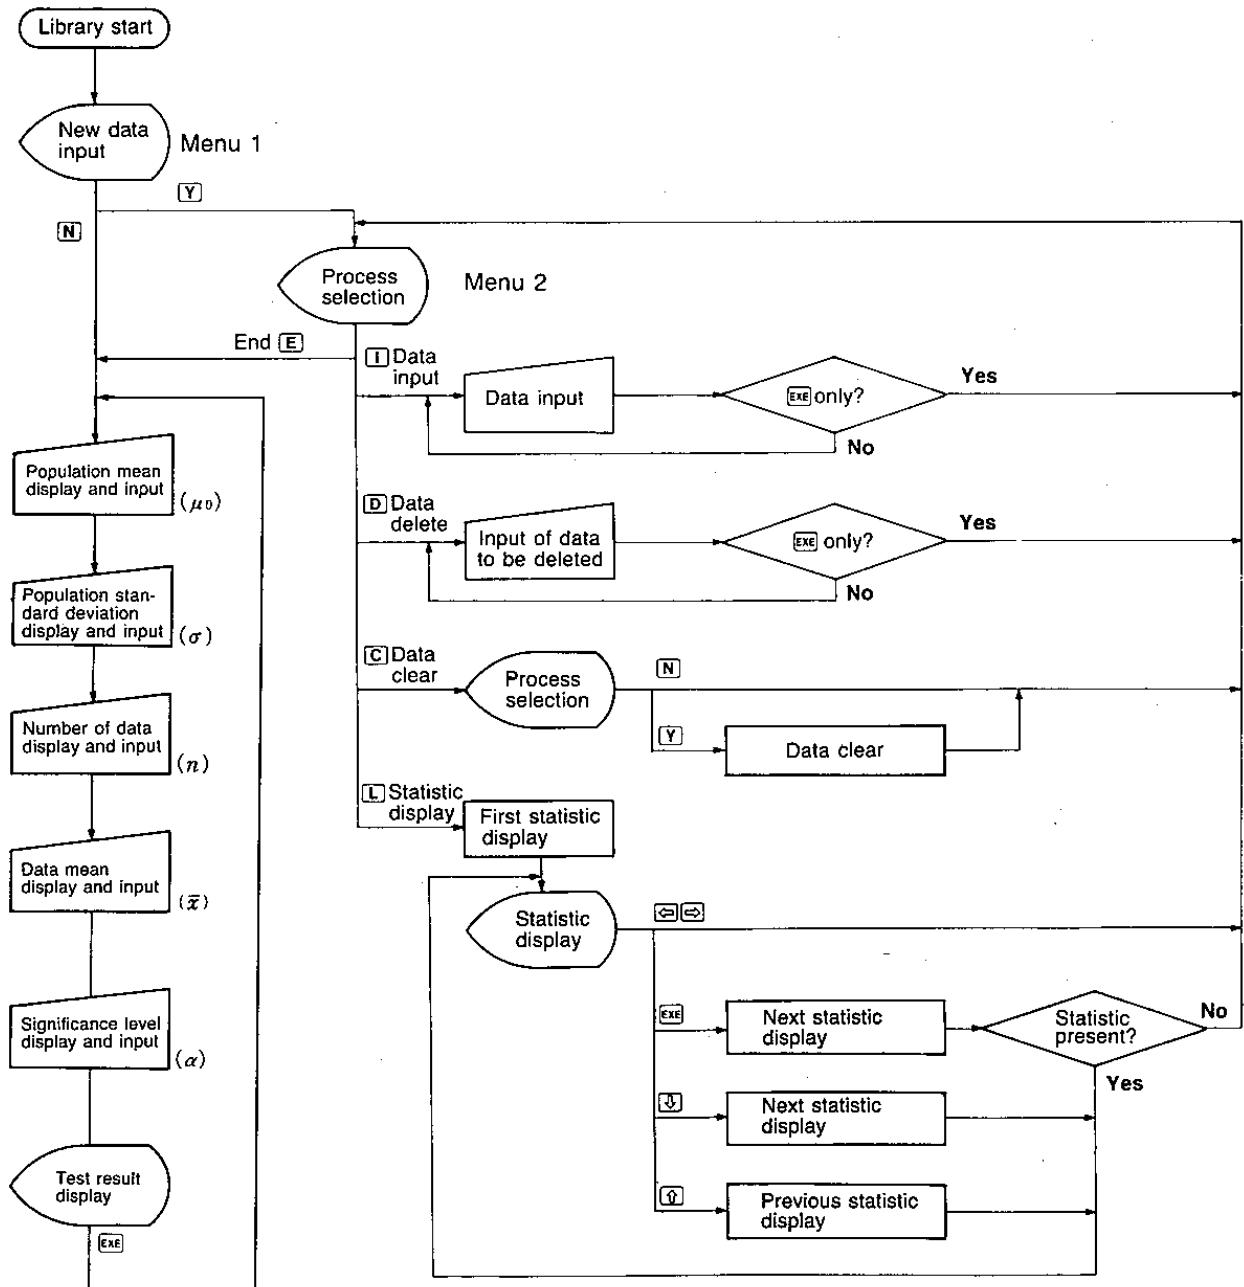 Library start
New data
input
Menu 1
Y
N
Process
selection
Menu 2
End E
I Data
input
Data input
EXE only?
Yes
No
Population mean
display and input
(μ0)
D Data
delete
Input of data
to be deleted
EXE only?
Yes
No
Population stan-
dard deviation
display and input
(σ)
C Data
clear
Process
selection
N
Y
Data clear
Number of data
display and input
(n)
L Statistic
display
First statistic
display
Data mean
display and input
(x̄)
Statistic
display
⇦ ⇨
EXE
Next statistic
display
Statistic
present?
No
Yes
Significance level
display and input
(α)
⇩
Next statistic
display
⇧
Previous statistic
display
Test result
display
EXE